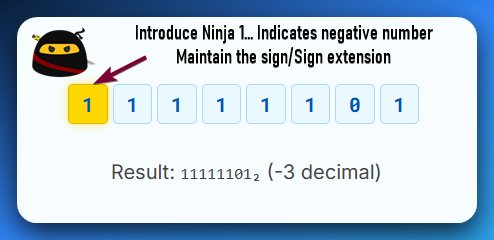 Introduce Ninja 1... Indicates negative number
Maintain the sign/Sign extension
1 1 1 1 1 1 0 1
Result: 11111101₂ (-3 decimal)